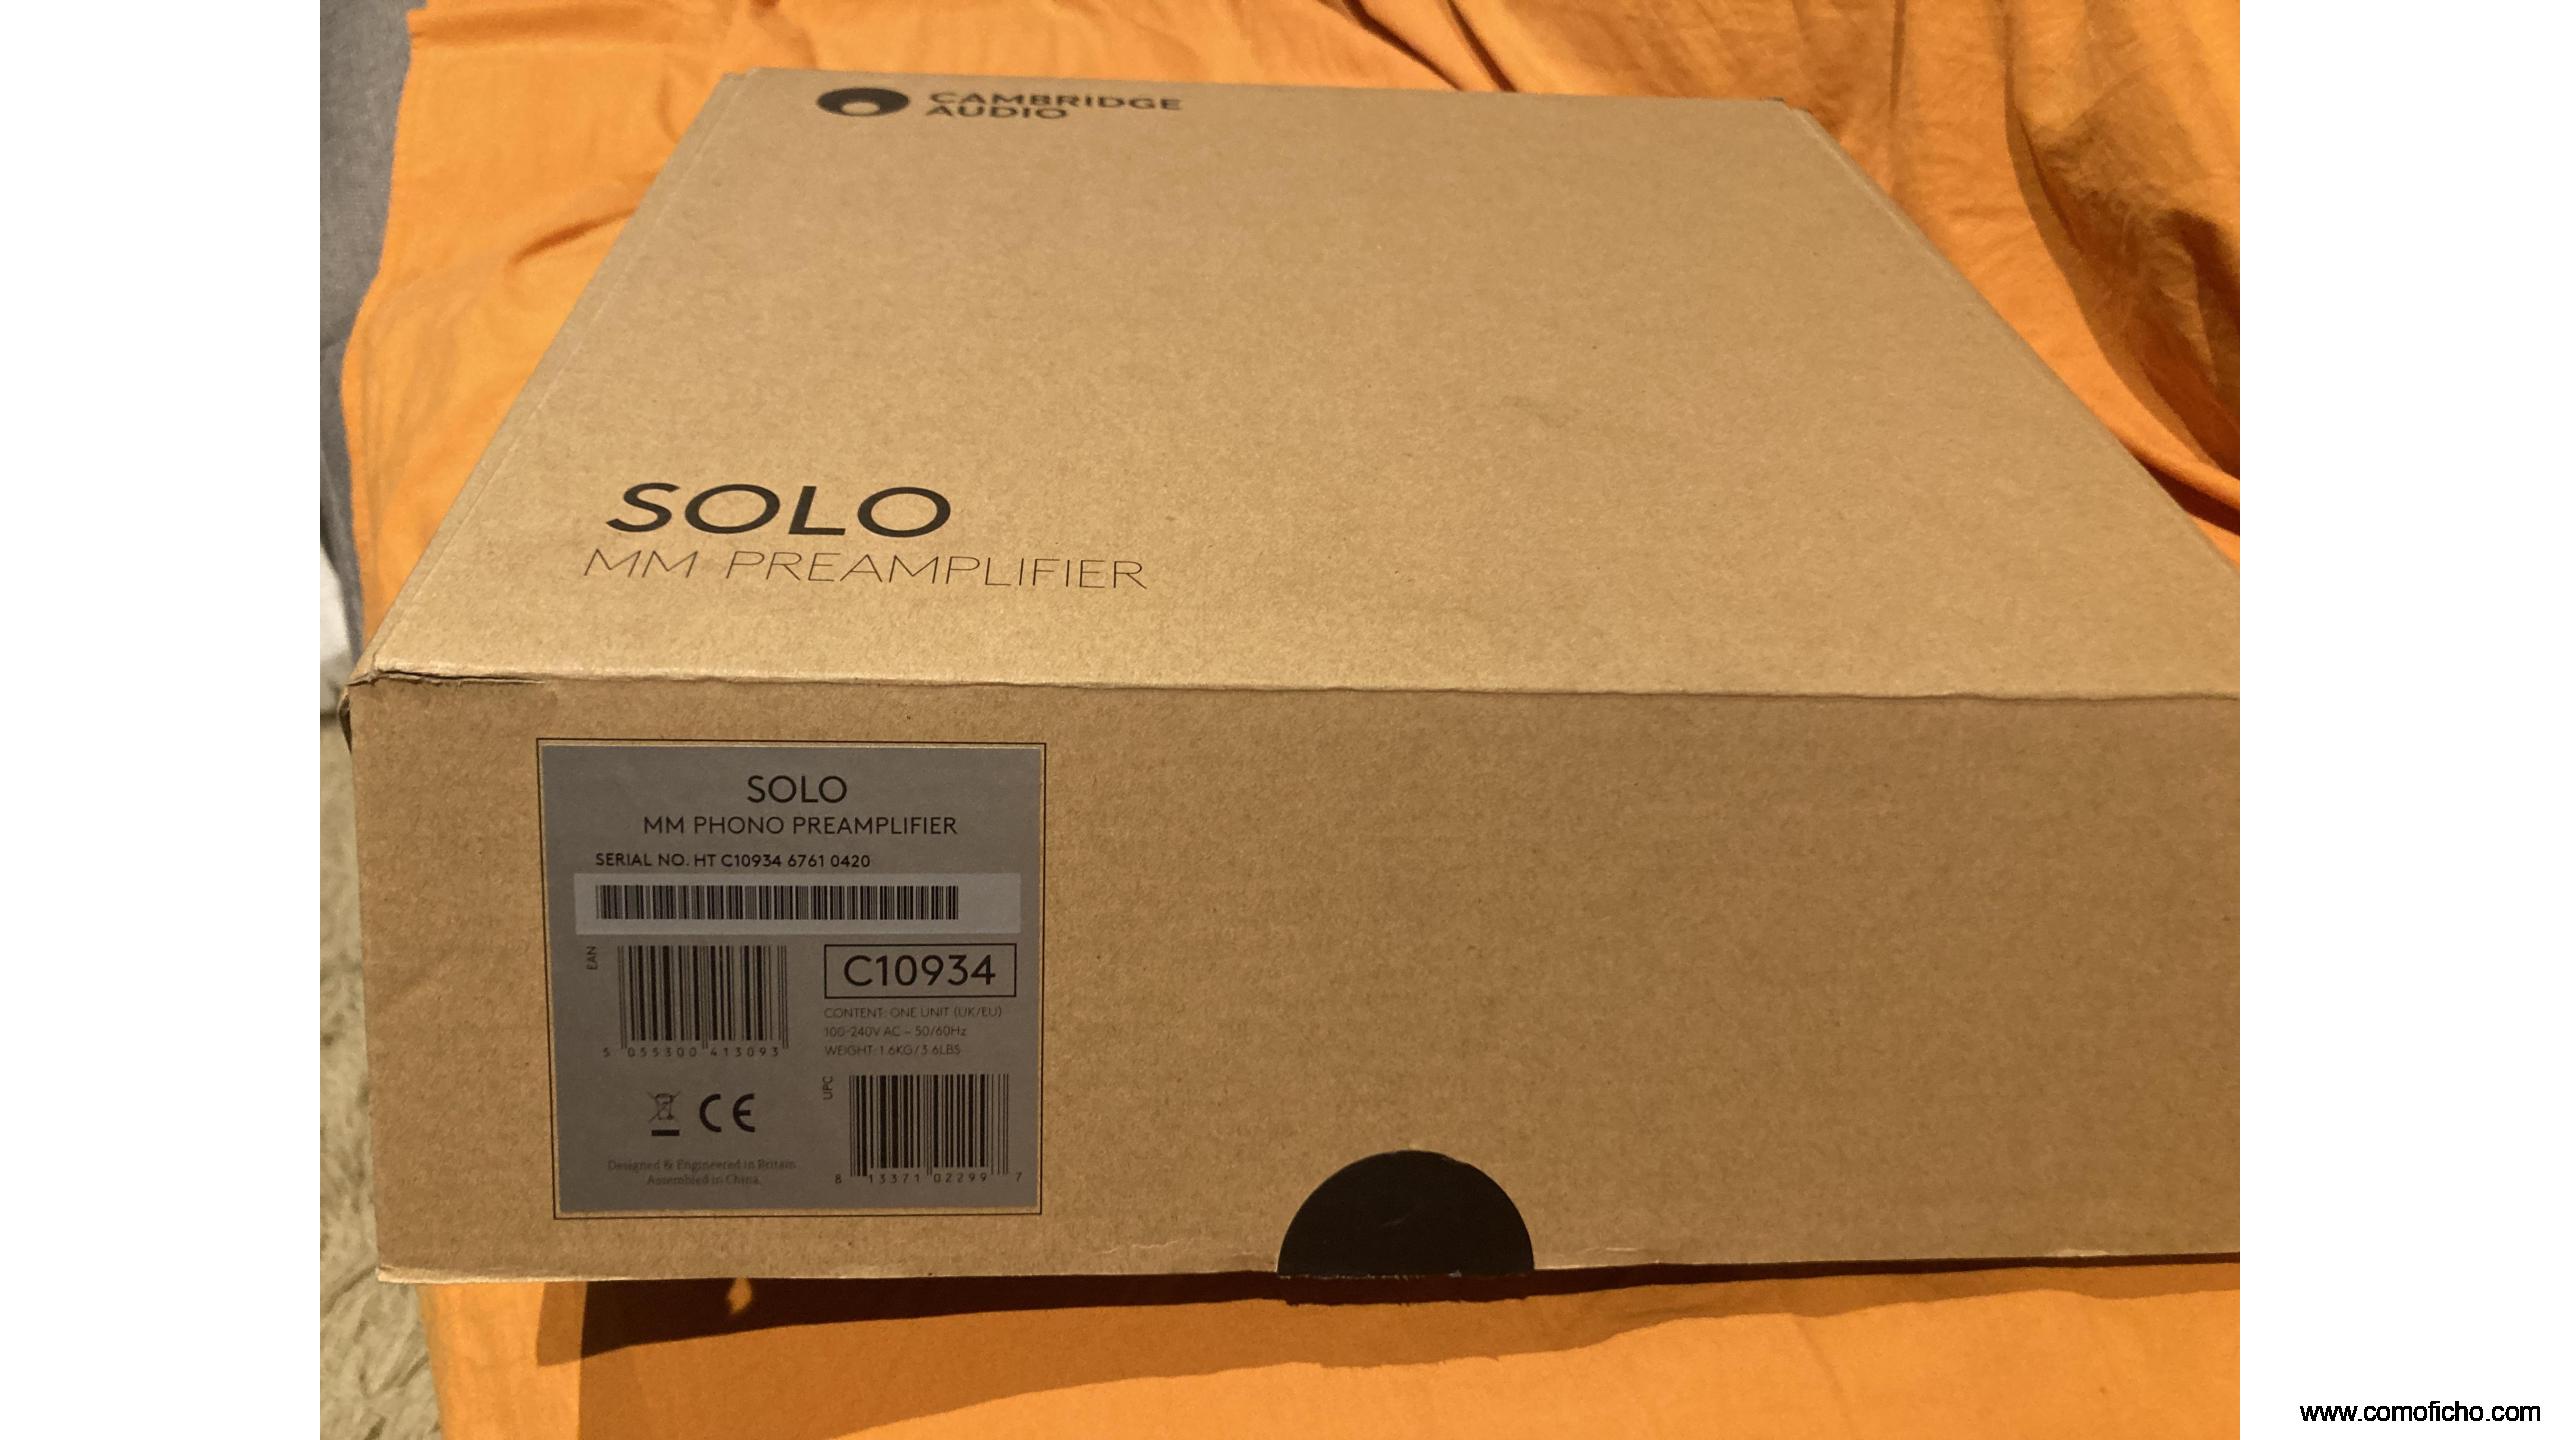 CAMBRIDGE
AUDIO
SOLO
MM PREAMPLIFIER
SOLO
MM PHONO PREAMPLIFIER
SERIAL NO. HT C10934 6761 0420
EAN
5 055300 413093
C10934
CONTENT: ONE UNIT (UK/EU)
100-240V AC ~ 50/60Hz
WEIGHT: 1.6KG/3.6LBS
CE
Designed & Engineered in Britain
Assembled in China.
UPC
8 13371 02299 7
www.comoficho.com